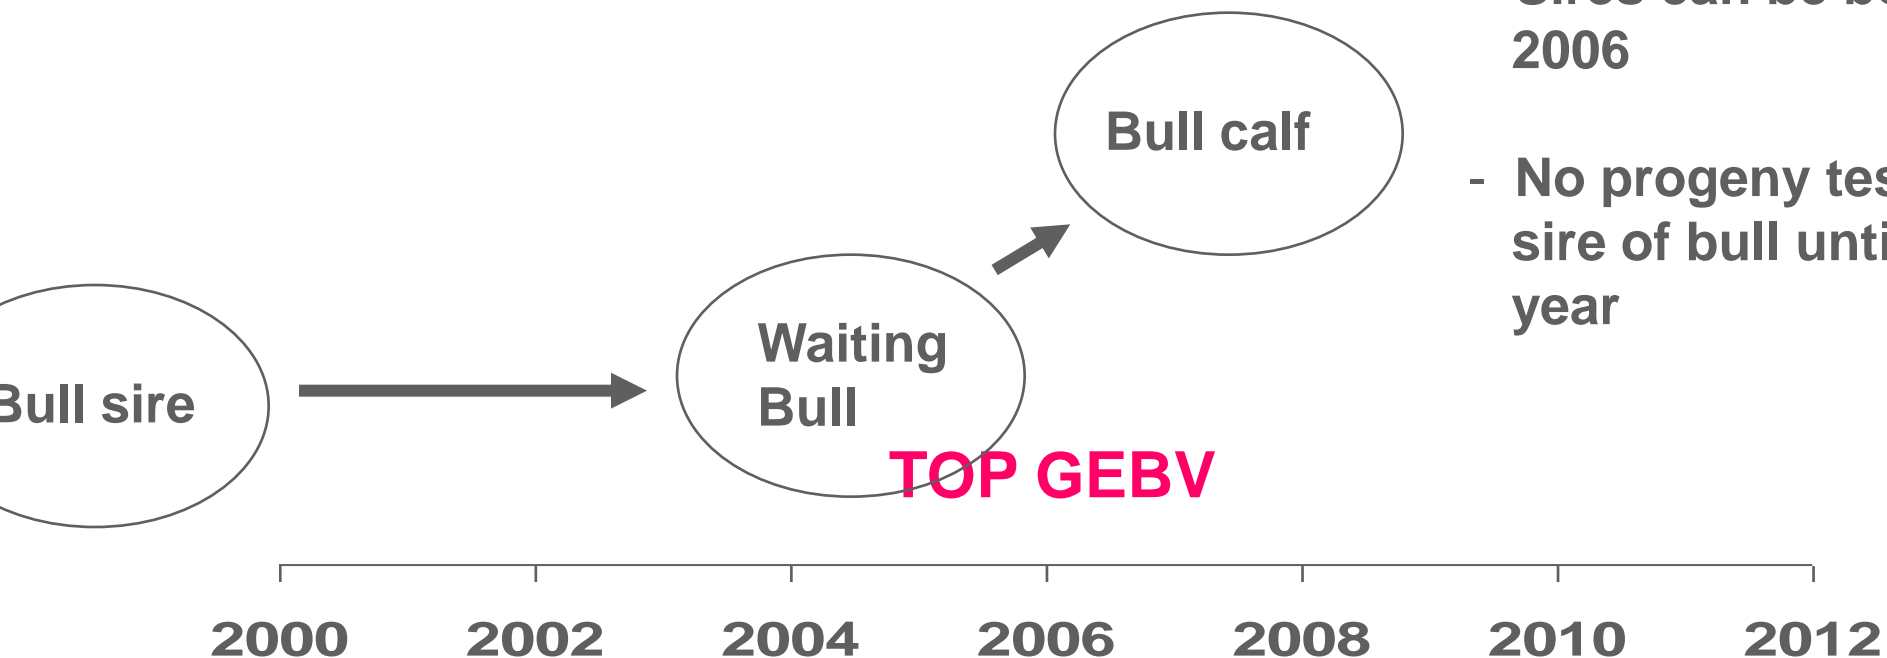 2006
Bull calf
- No progeny
sire of bull
year
Waiting
Bull
Bull sire
TOP GEBV
2000 2002 2004 2006 2008 2010 2012